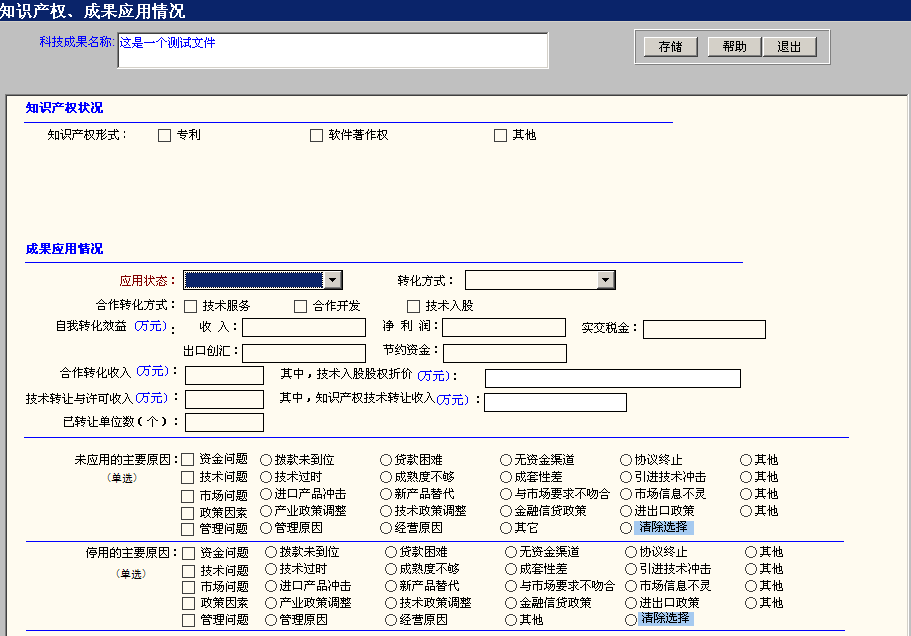 知识产权、成果应用情况
科技成果名称: 这是一个测试文件 存储 帮助 退出
知识产权状况
知识产权形式： 专利 软件著作权 其他
成果应用情况
应用状态： 转化方式：
合作转化方式： 技术服务 合作开发 技术入股
自我转化效益（万元）： 收 入： 净 利 润： 实交税金：
出口创汇： 节约资金：
合作转化收入（万元）： 其中，技术入股股权折价（万元）：
技术转让与许可收入(万元)： 其中，知识产权技术转让收入(万元)：
已转让单位数（个）：
未应用的主要原因： 资金问题 拨款未到位 贷款困难 无资金渠道 协议终止 其他
（单选） 技术问题 技术过时 成熟度不够 成套性差 引进技术冲击 其他
市场问题 进口产品冲击 新产品替代 与市场要求不吻合 市场信息不灵 其他
政策因素 产业政策调整 技术政策调整 金融信贷政策 进出口政策 其他
管理问题 管理原因 经营原因 其它 清除选择
停用的主要原因： 资金问题 拨款未到位 贷款困难 无资金渠道 协议终止 其他
（单选） 技术问题 技术过时 成熟度不够 成套性差 引进技术冲击 其他
市场问题 进口产品冲击 新产品替代 与市场要求不吻合 市场信息不灵 其他
政策因素 产业政策调整 技术政策调整 金融信贷政策 进出口政策 其他
管理问题 管理原因 经营原因 其他 清除选择